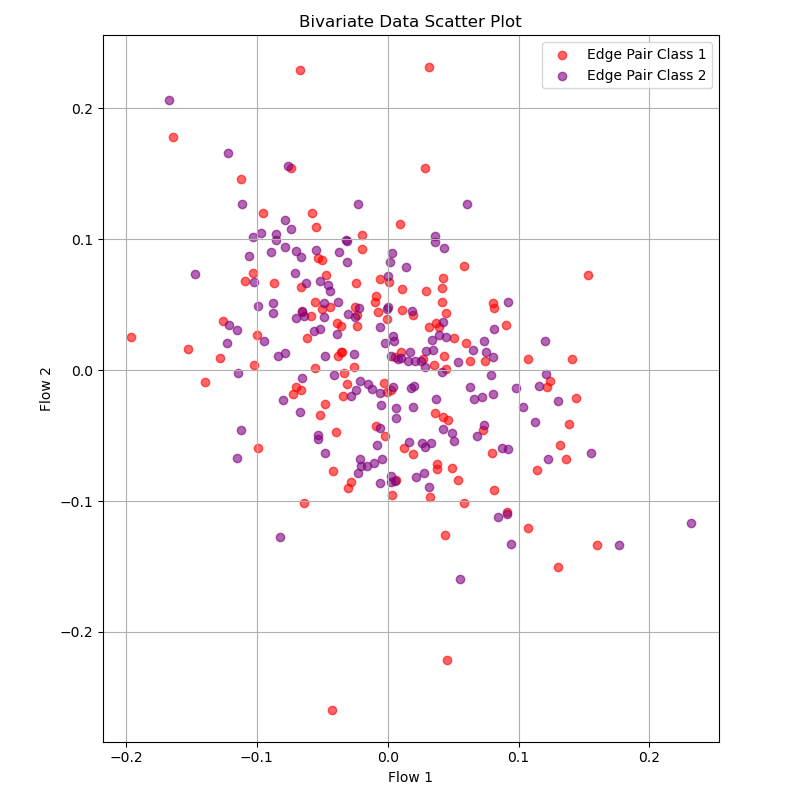 Bivariate Data Scatter Plot
Edge Pair Class 1
Edge Pair Class 2
0.2
0.1
0.0
−0.1
−0.2
Flow 2
−0.2
−0.1
0.0
0.1
0.2
Flow 1